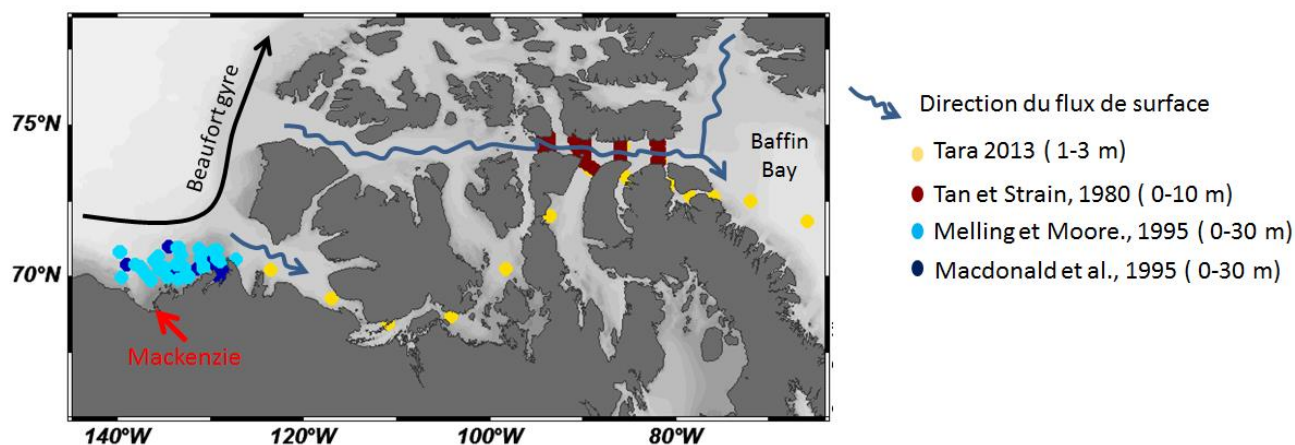 Beaufort gyre
75°N
70°N
Mackenzie
Baffin
Bay
140°W
120°W
100°W
80°W
Direction du flux de surface
Tara 2013 ( 1-3 m)
Tan et Strain, 1980 ( 0-10 m)
Melling et Moore., 1995 ( 0-30 m)
Macdonald et al., 1995 ( 0-30 m)